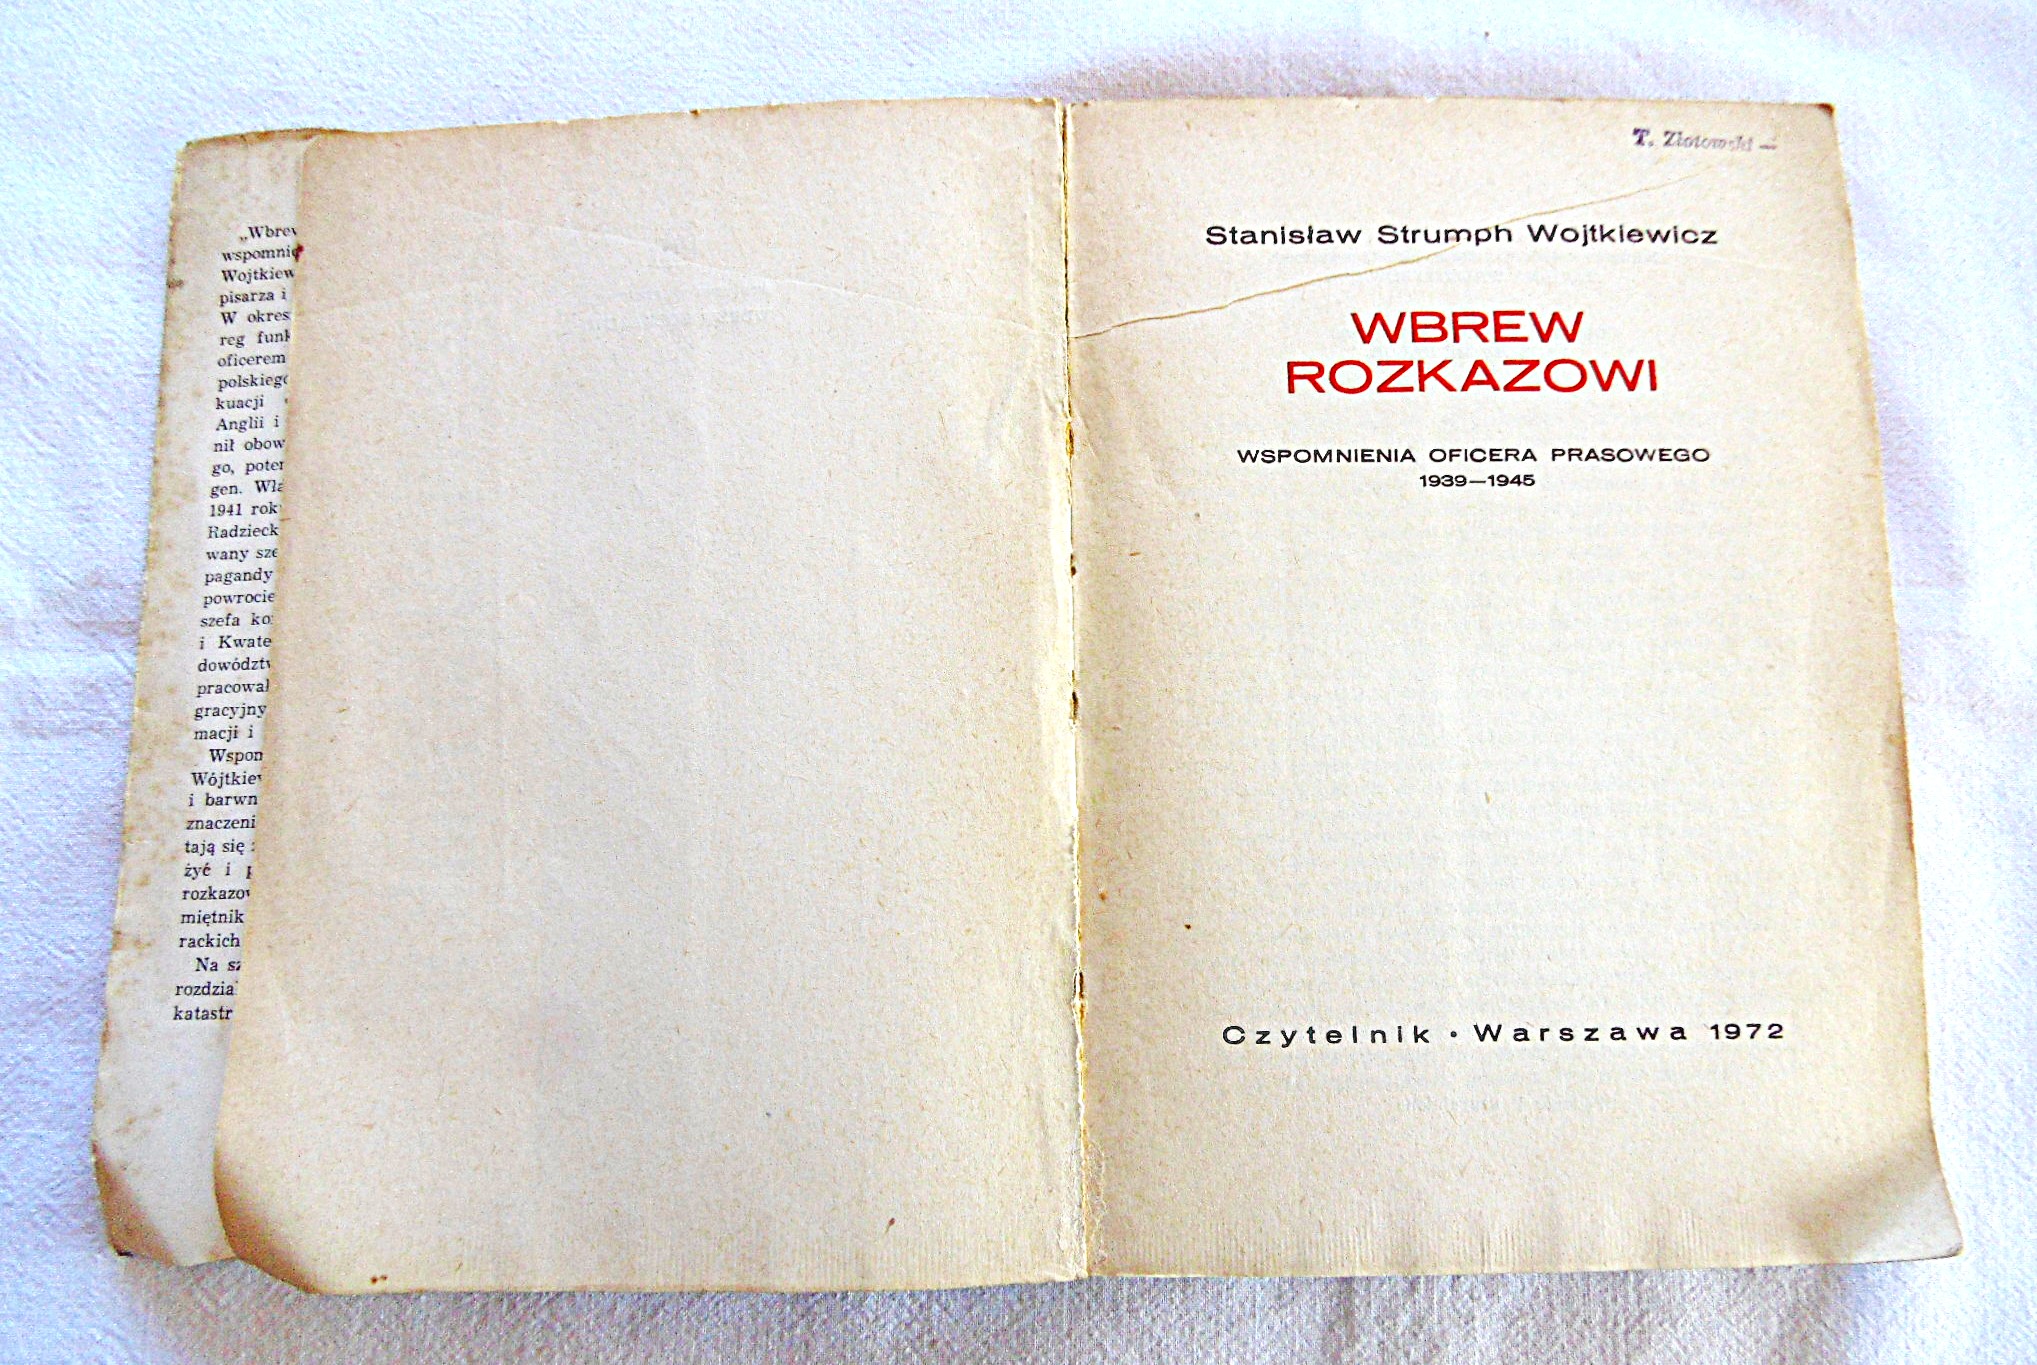 „Wbrew
wspomnie
Wojtkiew
pisarza i
W okres
reg funk
oficerem
polskiego
kuacji
Anglii i
nił obow
go, poter
gen. Wła
1941 rok
Radzieck
wany sze
pagandy
powrocie
szefa ko
i Kwate
dowództw
pracował
gracyjny
macji i
Wspom
Wójtkiew
i barwn
znaczeni
tają się
żyć i p
rozkazow
miętnik
rackich
Na sz
rozdzia
katastr
T. Złotowski —
Stanisław Strumph Wojtkiewicz
WBREW
ROZKAZOWI
WSPOMNIENIA OFICERA PRASOWEGO
1939—1945
Czytelnik • Warszawa 1972